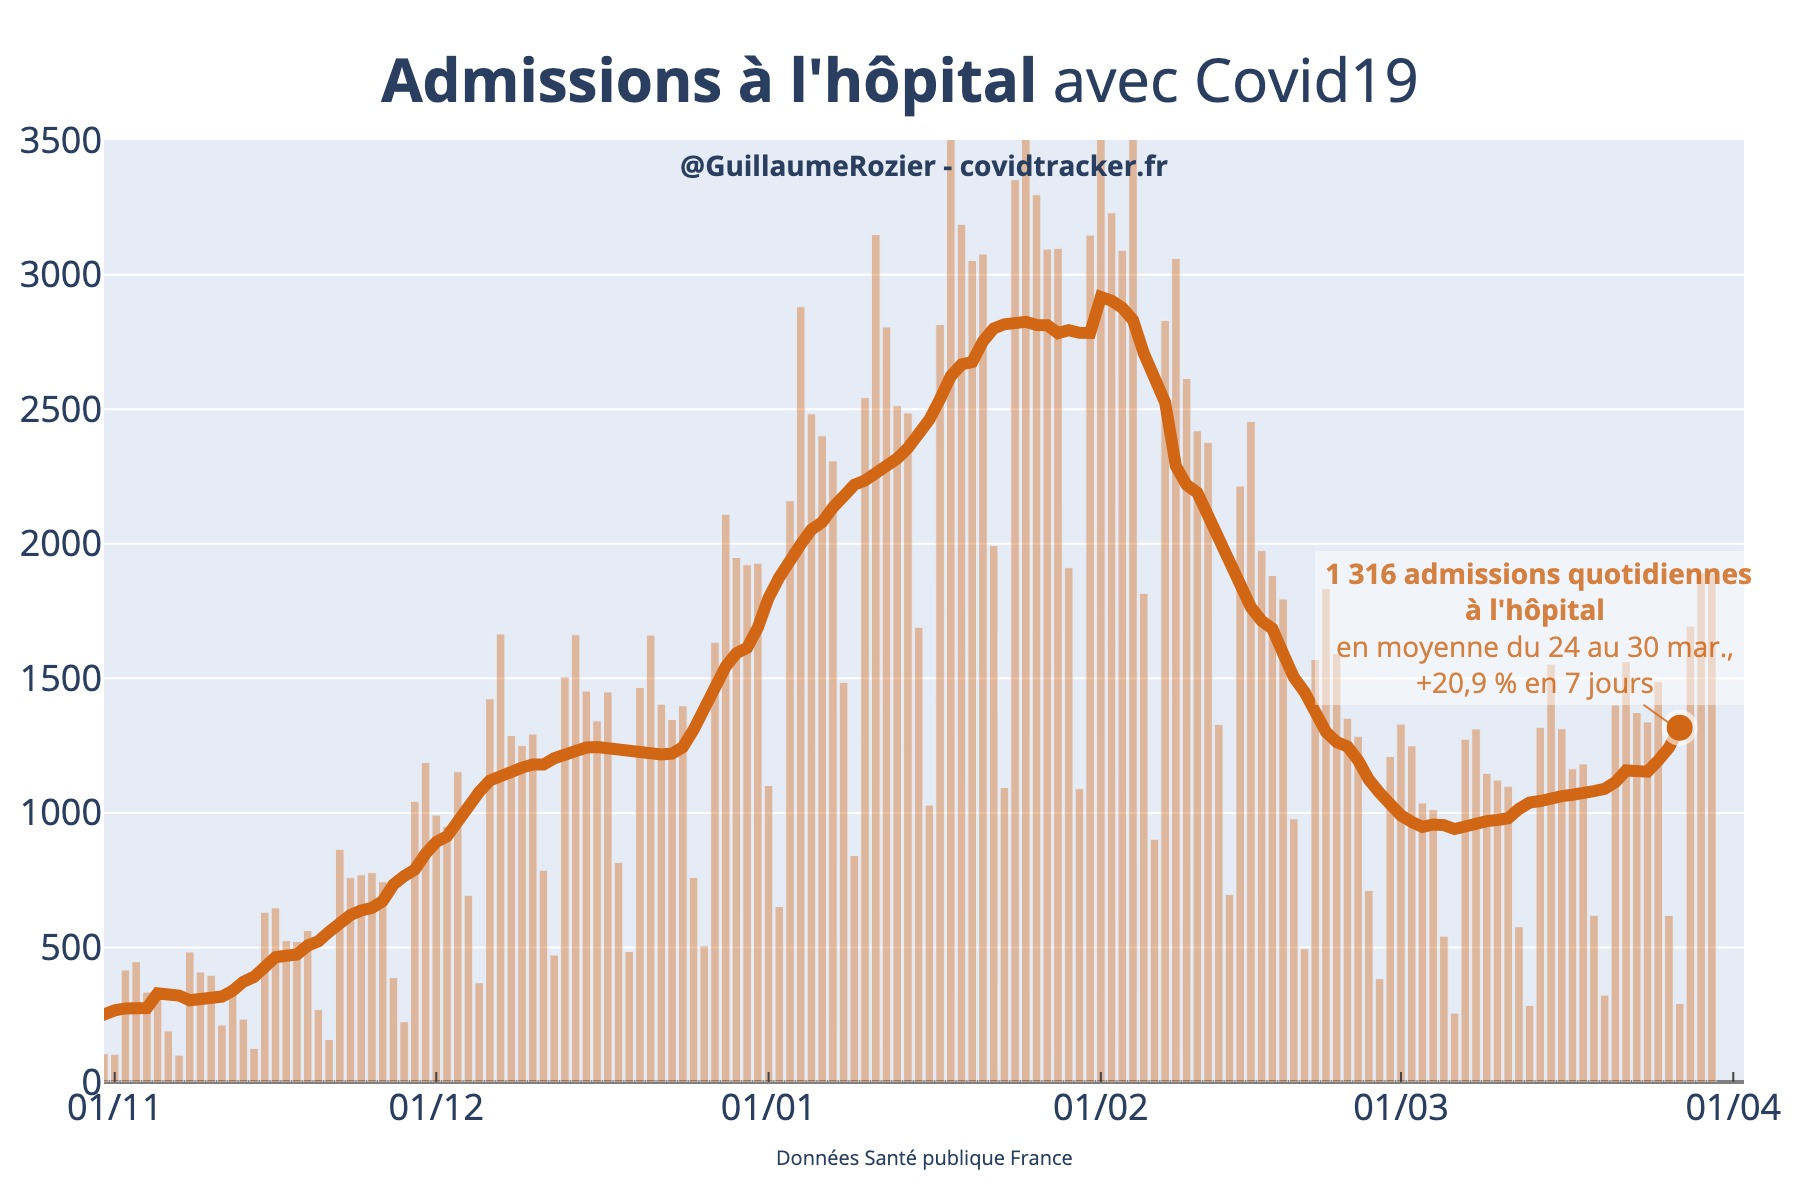 Admissions à l'hôpital avec Covid19
3500
@GuillaumeRozier - covidtracker.fr
3000
2500
2000
1 316 admissions quotidiennes
à l'hôpital
en moyenne du 24 au 30 mar.,
+20,9 % en 7 jours
1500
1000
500
0
01/11 01/12 01/01 01/02 01/03 01/04
Données Santé publique France